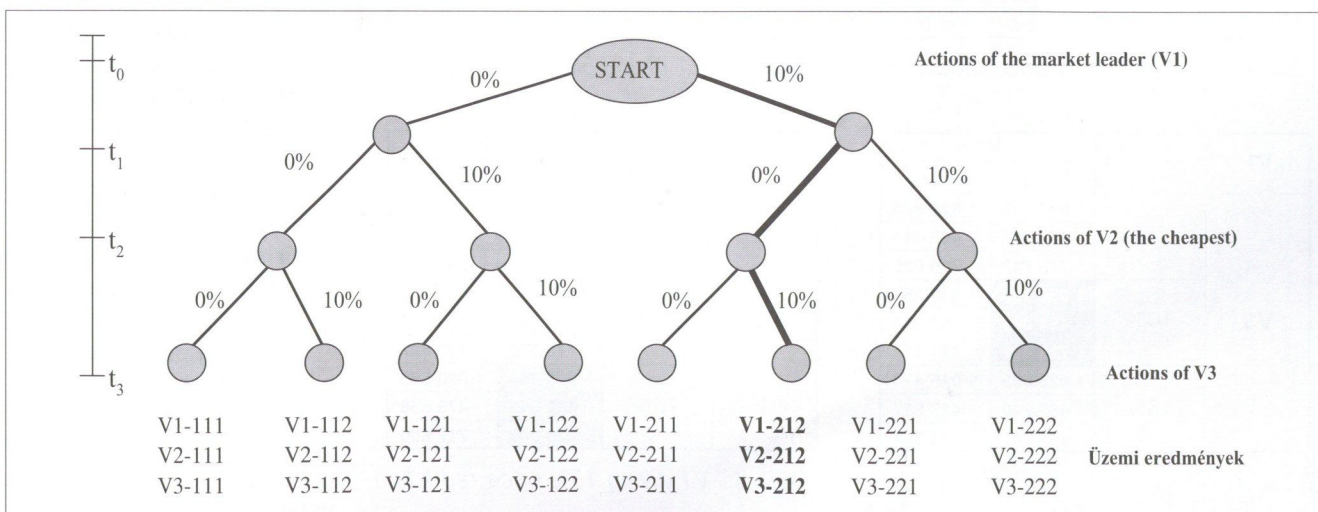 t0
START
Actions of the market leader (V1)
0%
10%
t1
0%
10%
0%
10%
t2
Actions of V2 (the cheapest)
0%
10%
0%
10%
0%
10%
0%
10%
t3
Actions of V3
V1-111 V1-112 V1-121 V1-122 V1-211 V1-212 V1-221 V1-222
V2-111 V2-112 V2-121 V2-122 V2-211 V2-212 V2-221 V2-222
Üzemi eredmények
V3-111 V3-112 V3-121 V3-122 V3-211 V3-212 V3-221 V3-222